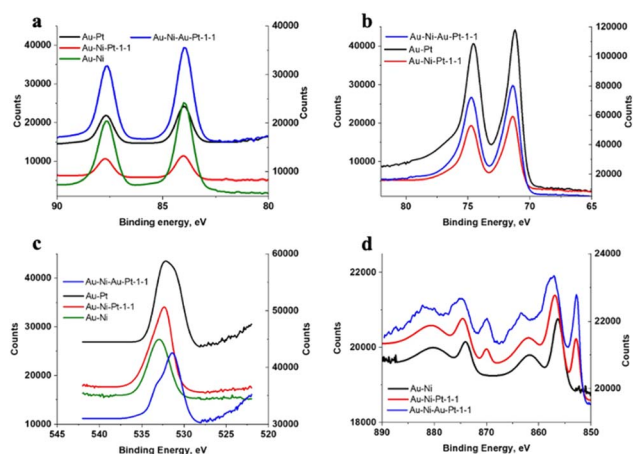 a
Au-Pt
Au-Ni-Pt-1-1
Au-Ni
Au-Ni-Au-Pt-1-1
Counts
40000
30000
20000
10000
40000
30000
20000
10000
Counts
90
85
80
Binding energy, eV
b
Au-Ni-Au-Pt-1-1
Au-Pt
Au-Ni-Pt-1-1
Counts
40000
30000
20000
10000
120000
100000
80000
60000
40000
20000
Counts
80
75
70
65
Binding Energy, eV
c
Au-Ni-Au-Pt-1-1
Au-Pt
Au-Ni-Pt-1-1
Au-Ni
Counts
40000
30000
20000
10000
60000
50000
40000
30000
Counts
545
540
535
530
525
520
Binding Energy, eV
d
Au-Ni
Au-Ni-Pt-1-1
Au-Ni-Au-Pt-1-1
Counts
22000
20000
18000
24000
22000
20000
Counts
890
880
870
860
850
Binding Energy, eV